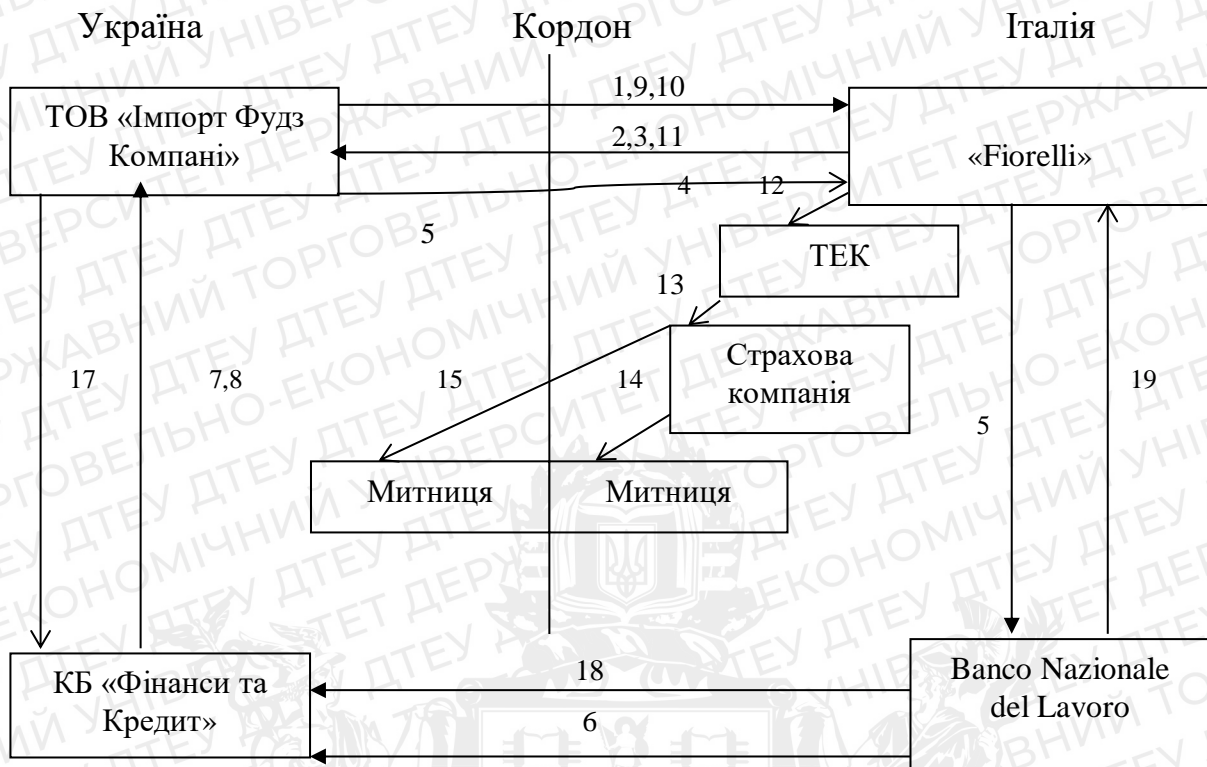 Україна
Кордон
Італія
ТОВ «Імпорт Фудз
Компані»
1,9,10
2,3,11
«Fiorelli»
4
12
5
ТЕК
13
Страхова
компанія
17
7,8
15
14
19
5
Митниця
Митниця
КБ «Фінанси та
Кредит»
18
6
Banco Nazionale
del Lavoro